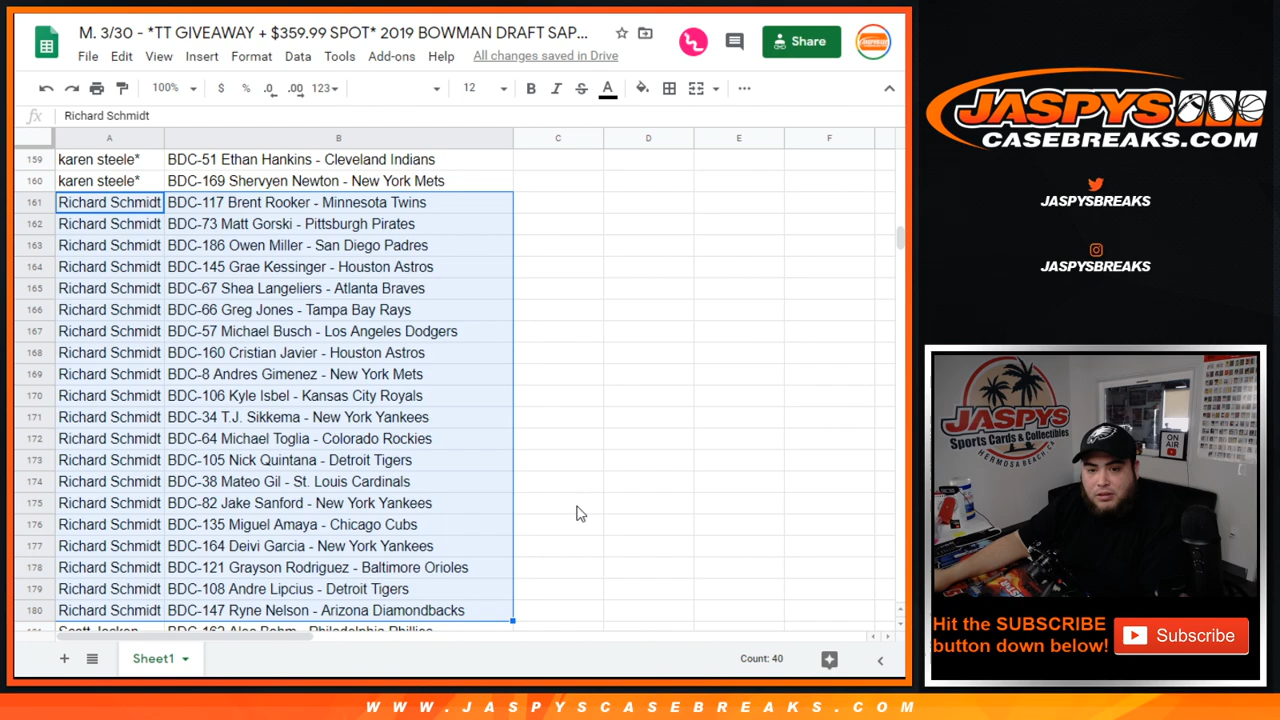 M. 3/30 - *TT GIVEAWAY + $359.99 SPOT* 2019 BOWMAN DRAFT SAP...
File Edit View Insert Format Data Tools Add-ons Help All changes saved in Drive
Share
100% $ % .0 .00 123 12 B I S A
fx Richard Schmidt
A B C D E F
159 karen steele* BDC-51 Ethan Hankins - Cleveland Indians
160 karen steele* BDC-169 Shervyen Newton - New York Mets
161 Richard Schmidt BDC-117 Brent Rooker - Minnesota Twins
162 Richard Schmidt BDC-73 Matt Gorski - Pittsburgh Pirates
163 Richard Schmidt BDC-186 Owen Miller - San Diego Padres
164 Richard Schmidt BDC-145 Grae Kessinger - Houston Astros
165 Richard Schmidt BDC-67 Shea Langeliers - Atlanta Braves
166 Richard Schmidt BDC-66 Greg Jones - Tampa Bay Rays
167 Richard Schmidt BDC-57 Michael Busch - Los Angeles Dodgers
168 Richard Schmidt BDC-160 Cristian Javier - Houston Astros
169 Richard Schmidt BDC-8 Andres Gimenez - New York Mets
170 Richard Schmidt BDC-106 Kyle Isbel - Kansas City Royals
171 Richard Schmidt BDC-34 T.J. Sikkema - New York Yankees
172 Richard Schmidt BDC-64 Michael Toglia - Colorado Rockies
173 Richard Schmidt BDC-105 Nick Quintana - Detroit Tigers
174 Richard Schmidt BDC-38 Mateo Gil - St. Louis Cardinals
175 Richard Schmidt BDC-82 Jake Sanford - New York Yankees
176 Richard Schmidt BDC-135 Miguel Amaya - Chicago Cubs
177 Richard Schmidt BDC-164 Deivi Garcia - New York Yankees
178 Richard Schmidt BDC-121 Grayson Rodriguez - Baltimore Orioles
179 Richard Schmidt BDC-108 Andre Lipcius - Detroit Tigers
180 Richard Schmidt BDC-147 Ryne Nelson - Arizona Diamondbacks
BDC-162 Alec Bohm - Philadelphia Phillies
Sheet1
Count: 40
JASPYS
CASEBREAKS.COM
JASPYSBREAKS
JASPYSBREAKS
JASPYS
Sports Cards & Collectibles
HERMOSA BEACH, CA
ON
AIR
Hit the SUBSCRIBE
button down below!
Subscribe
WWW.JASPYSCASEBREAKS.COM